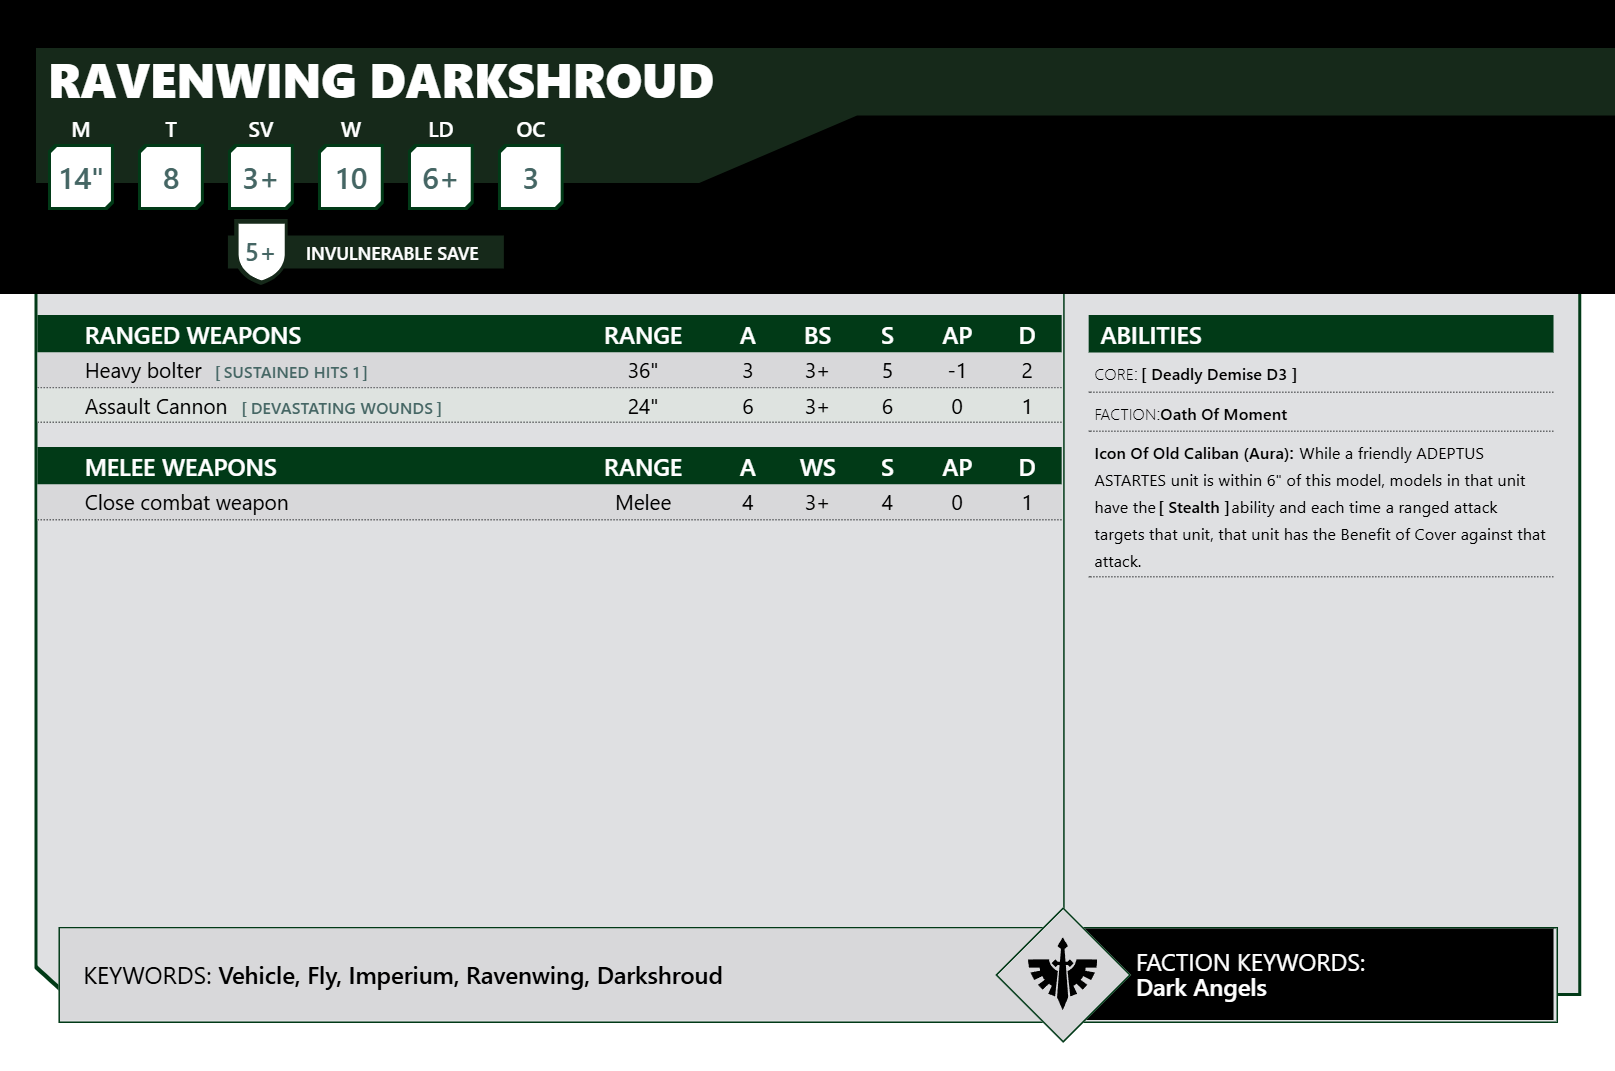 RAVENWING DARKSHROUD
M T SV W LD OC
14" 8 3+ 10 6+ 3
5+ INVULNERABLE SAVE
RANGED WEAPONS RANGE A BS S AP D
Heavy bolter [ SUSTAINED HITS 1 ] 36" 3 3+ 5 -1 2
Assault Cannon [ DEVASTATING WOUNDS ] 24" 6 3+ 6 0 1
MELEE WEAPONS RANGE A WS S AP D
Close combat weapon Melee 4 3+ 4 0 1
ABILITIES
CORE: [ Deadly Demise D3 ]
FACTION:Oath Of Moment
Icon Of Old Caliban (Aura): While a friendly ADEPTUS
ASTARTES unit is within 6" of this model, models in that unit
have the [ Stealth ] ability and each time a ranged attack
targets that unit, that unit has the Benefit of Cover against that
attack.
KEYWORDS: Vehicle, Fly, Imperium, Ravenwing, Darkshroud
FACTION KEYWORDS:
Dark Angels